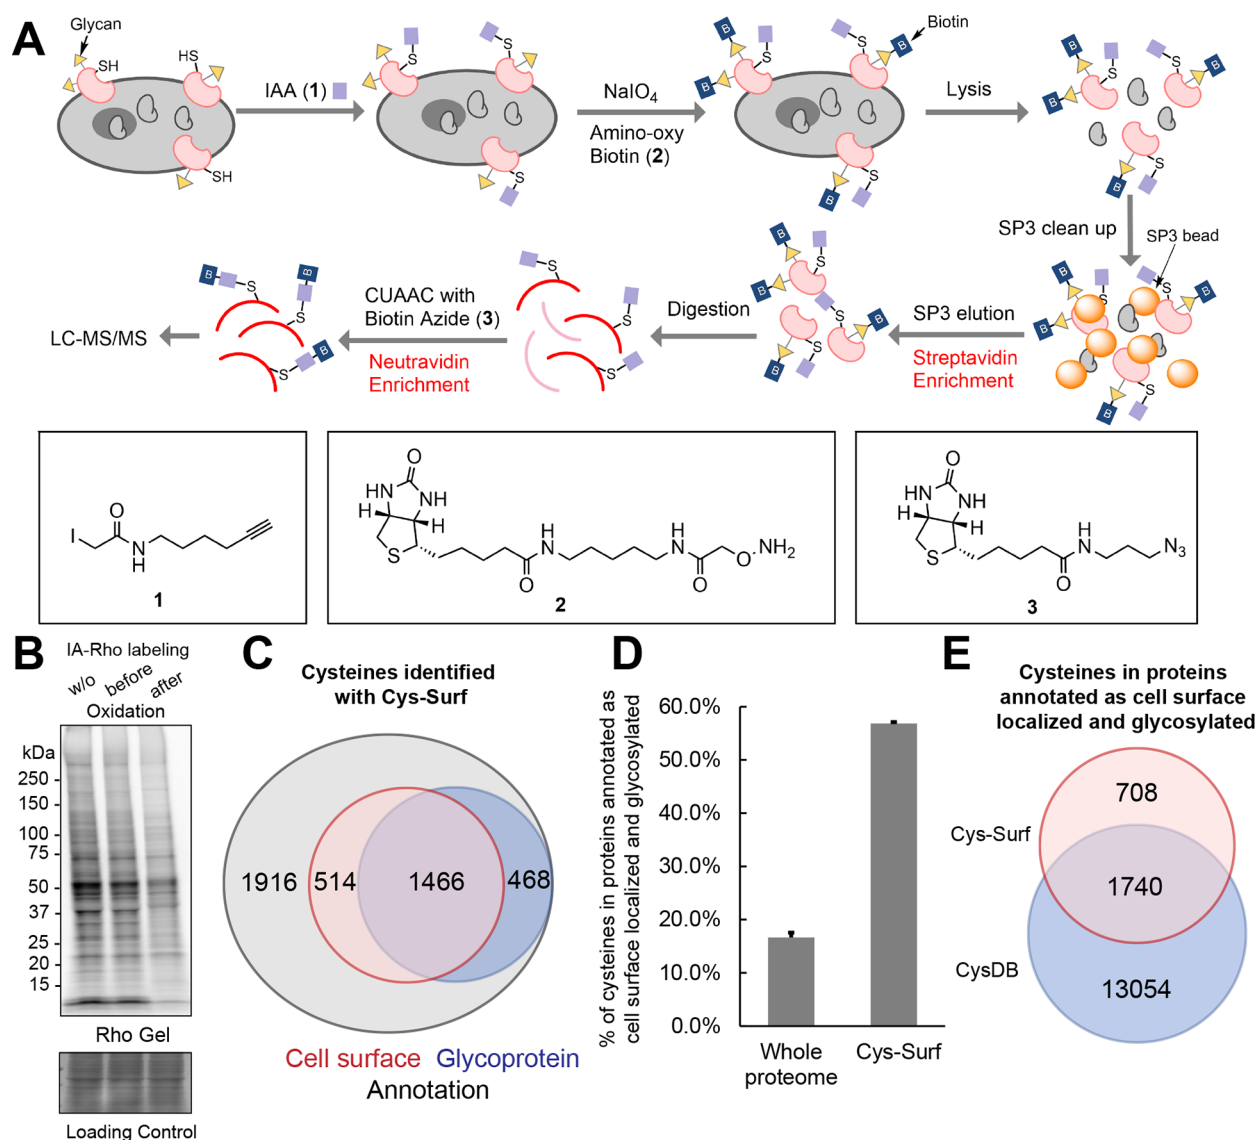 A
Glycan
SH
HS
SH
IAA (1)
S
S
S
NaIO4
Amino-oxy
Biotin (2)
B
B
B
S
S
S
Biotin
Lysis
B
B
B
S
S
S
SP3 clean up
SP3 bead
B
B
B
S
S
S
SP3 elution
Streptavidin
Enrichment
B
B
B
B
S
S
S
Digestion
S
S
S
CUAAC with
Biotin Azide (3)
Neutravidin
Enrichment
B
B
B
S
S
S
LC-MS/MS
I
O
N
H
1
O
HN
NH
H
H
S
O
H
N
H
N
O
O
NH2
2
O
HN
NH
H
H
S
O
H
N
N3
3
B
IA-Rho labeling
w/o
before
after
Oxidation
kDa
250
150
100
75
50
37
25
20
15
Rho Gel
Loading Control
C
Cysteines identified
with Cys-Surf
1916
514
1466
468
Cell surface
Glycoprotein
Annotation
D
% of cysteines in proteins annotated as
cell surface localized and glycosylated
60.0%
50.0%
40.0%
30.0%
20.0%
10.0%
0.0%
Whole
proteome
Cys-Surf
E
Cysteines in proteins
annotated as cell surface
localized and glycosylated
708
Cys-Surf
1740
CysDB
13054